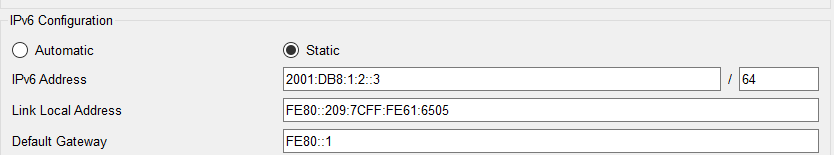 IPv6 Configuration
Automatic Static
IPv6 Address 2001:DB8:1:2::3 / 64
Link Local Address FE80::209:7CFF:FE61:6505
Default Gateway FE80::1